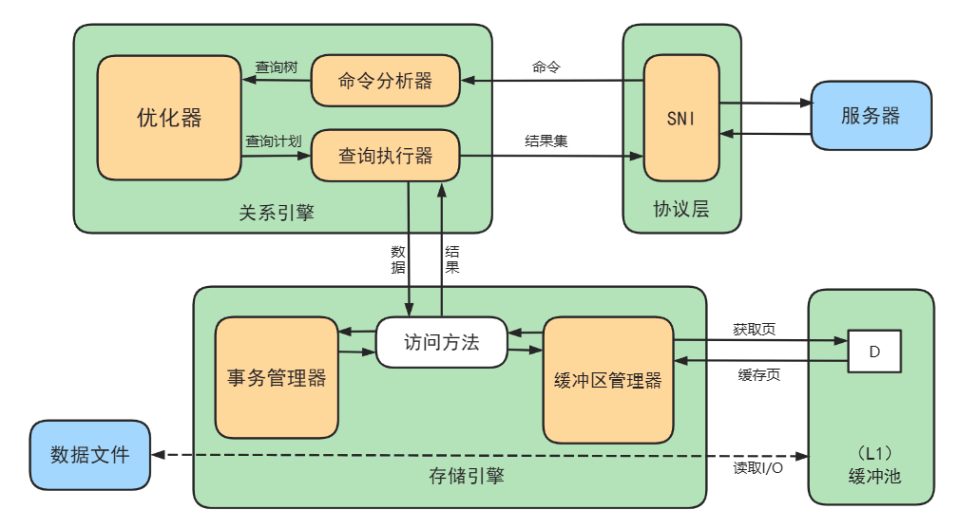 查询树
命令分析器
命令
优化器
SNI
服务器
查询计划
查询执行器
结果集
关系引擎
协议层
数据
结果
事务管理器
访问方法
缓冲区管理器
获取页
D
缓存页
数据文件
存储引擎
读取I/O
（L1）
缓冲池